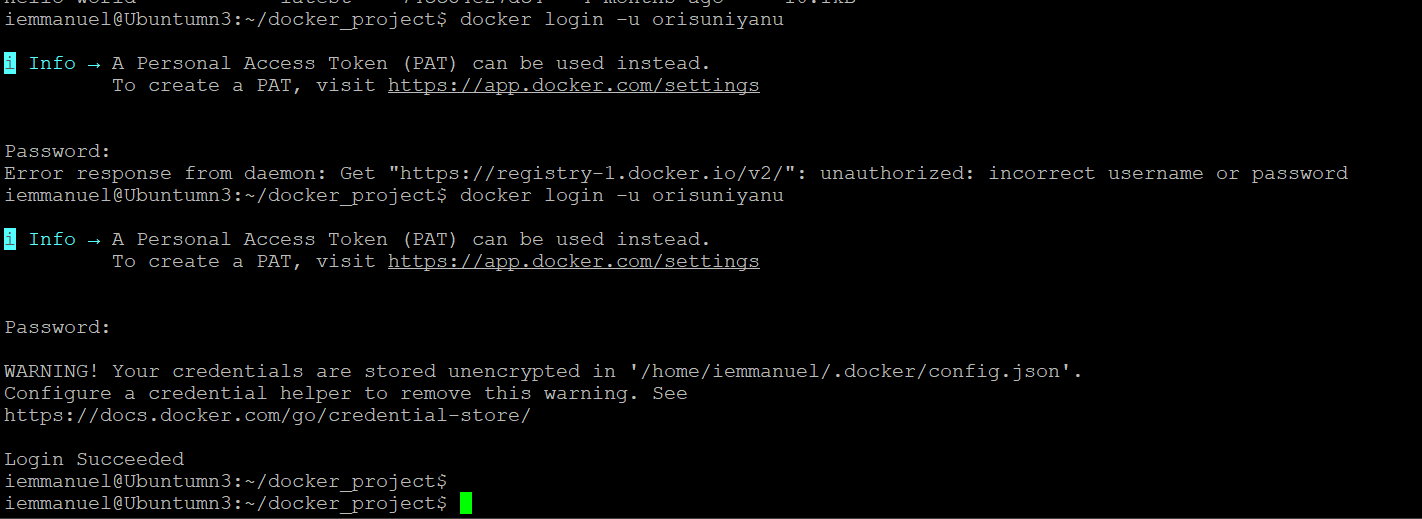 iemmanuel@Ubuntumn3:~/docker_project$ docker login -u orisuniyanu
i Info → A Personal Access Token (PAT) can be used instead.
To create a PAT, visit https://app.docker.com/settings
Password:
Error response from daemon: Get "https://registry-1.docker.io/v2/": unauthorized: incorrect username or password
iemmanuel@Ubuntumn3:~/docker_project$ docker login -u orisuniyanu
i Info → A Personal Access Token (PAT) can be used instead.
To create a PAT, visit https://app.docker.com/settings
Password:
WARNING! Your credentials are stored unencrypted in '/home/iemmanuel/.docker/config.json'.
Configure a credential helper to remove this warning. See
https://docs.docker.com/go/credential-store/
Login Succeeded
iemmanuel@Ubuntumn3:~/docker_project$
iemmanuel@Ubuntumn3:~/docker_project$